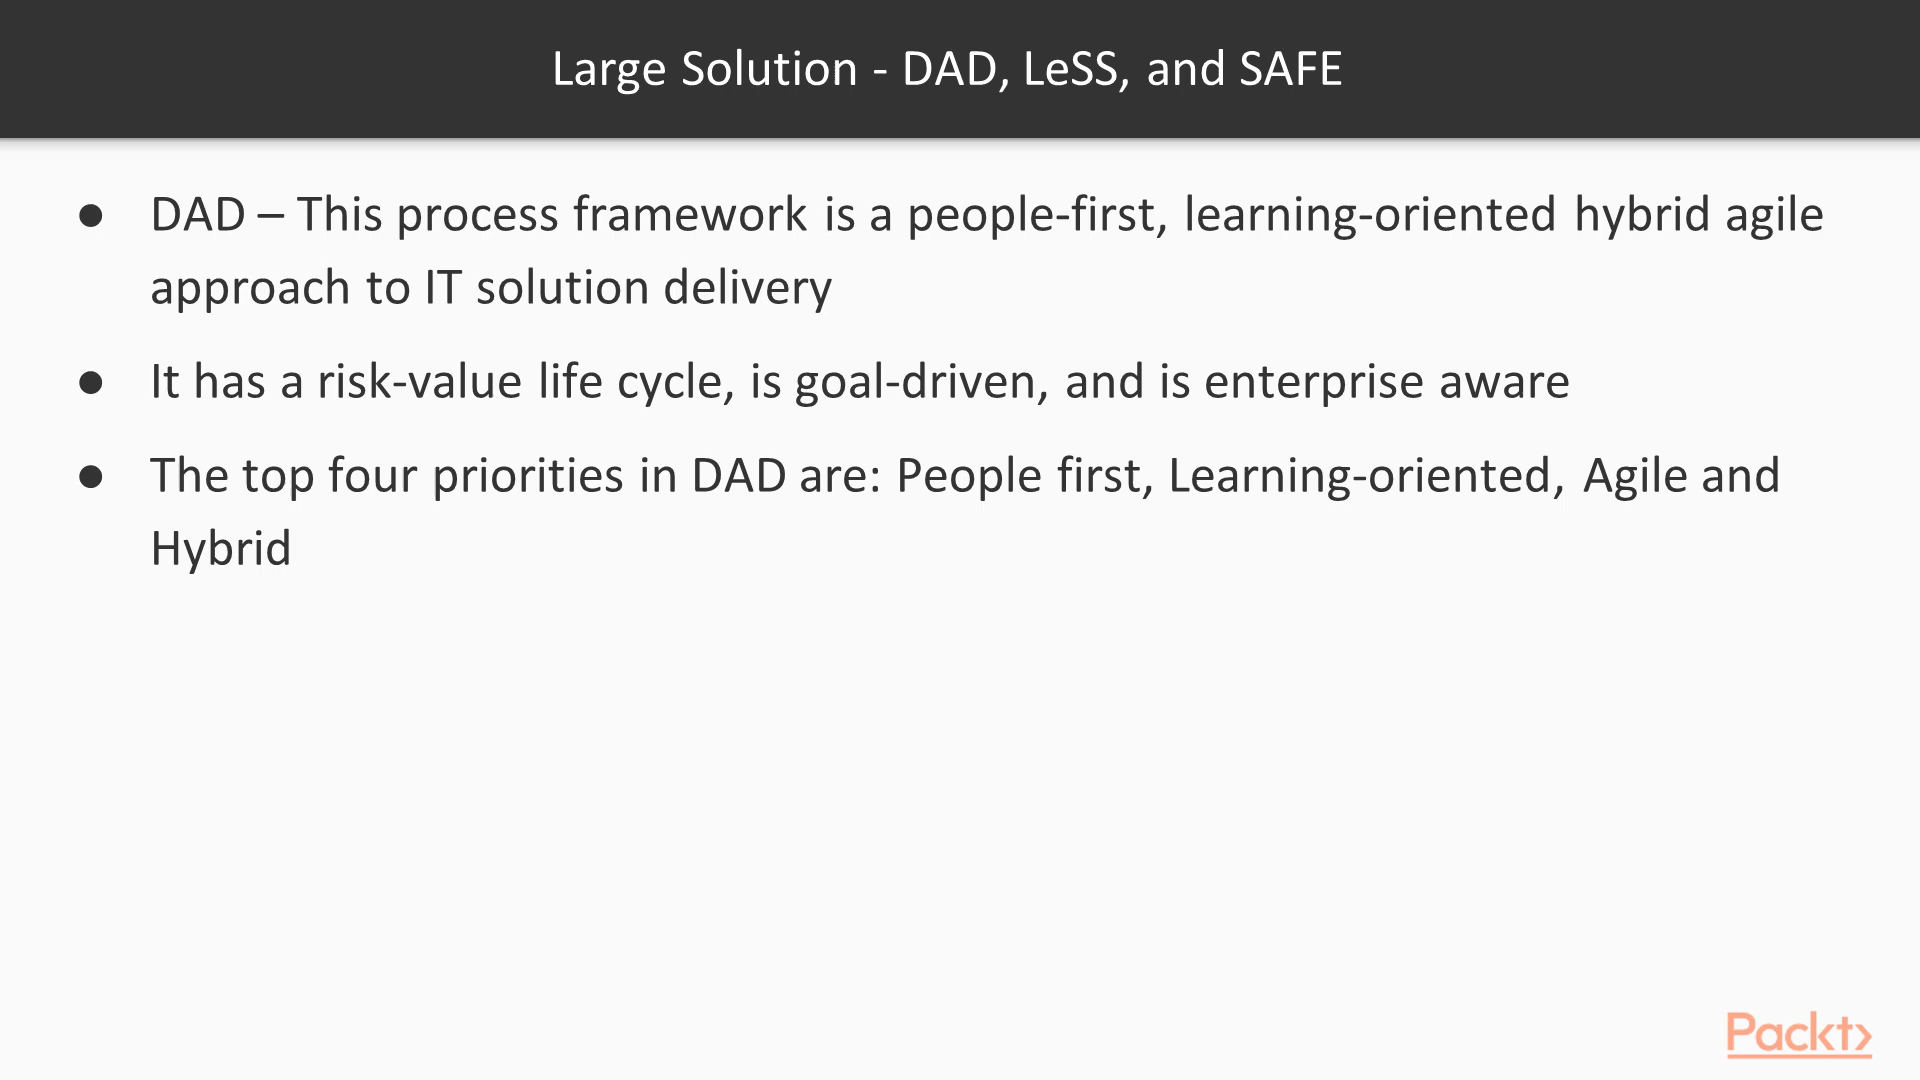 Large Solution - DAD, LeSS, and SAFE
● DAD – This process framework is a people-first, learning-oriented hybrid agile
approach to IT solution delivery
● It has a risk-value life cycle, is goal-driven, and is enterprise aware
● The top four priorities in DAD are: People first, Learning-oriented, Agile and
Hybrid
Packt>